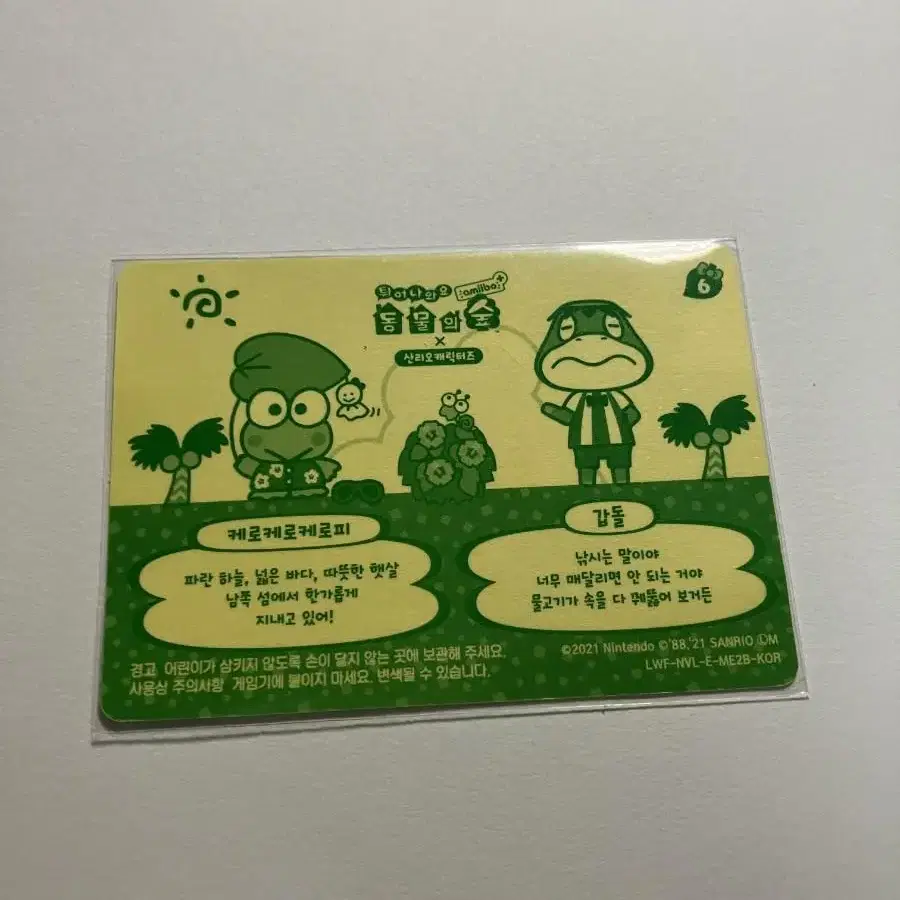 튀어나와요
amiibo+
동물의 숲
×
산리오캐릭터즈
6
케로케로케로피
파란 하늘, 넓은 바다, 따뜻한 햇살
남쪽 섬에서 한가롭게
지내고 있어!
갑돌
낚시는 말이야
너무 매달리면 안 되는 거야
물고기가 속을 다 꿰뚫어 보거든
경고 어린이가 삼키지 않도록 손이 닿지 않는 곳에 보관해 주세요.
사용상 주의사항 게임기에 붙이지 마세요. 변색될 수 있습니다.
©2021 Nintendo ©'88,'21 SANRIO ⒹM
LWF-NVL-E-ME2B-KOR